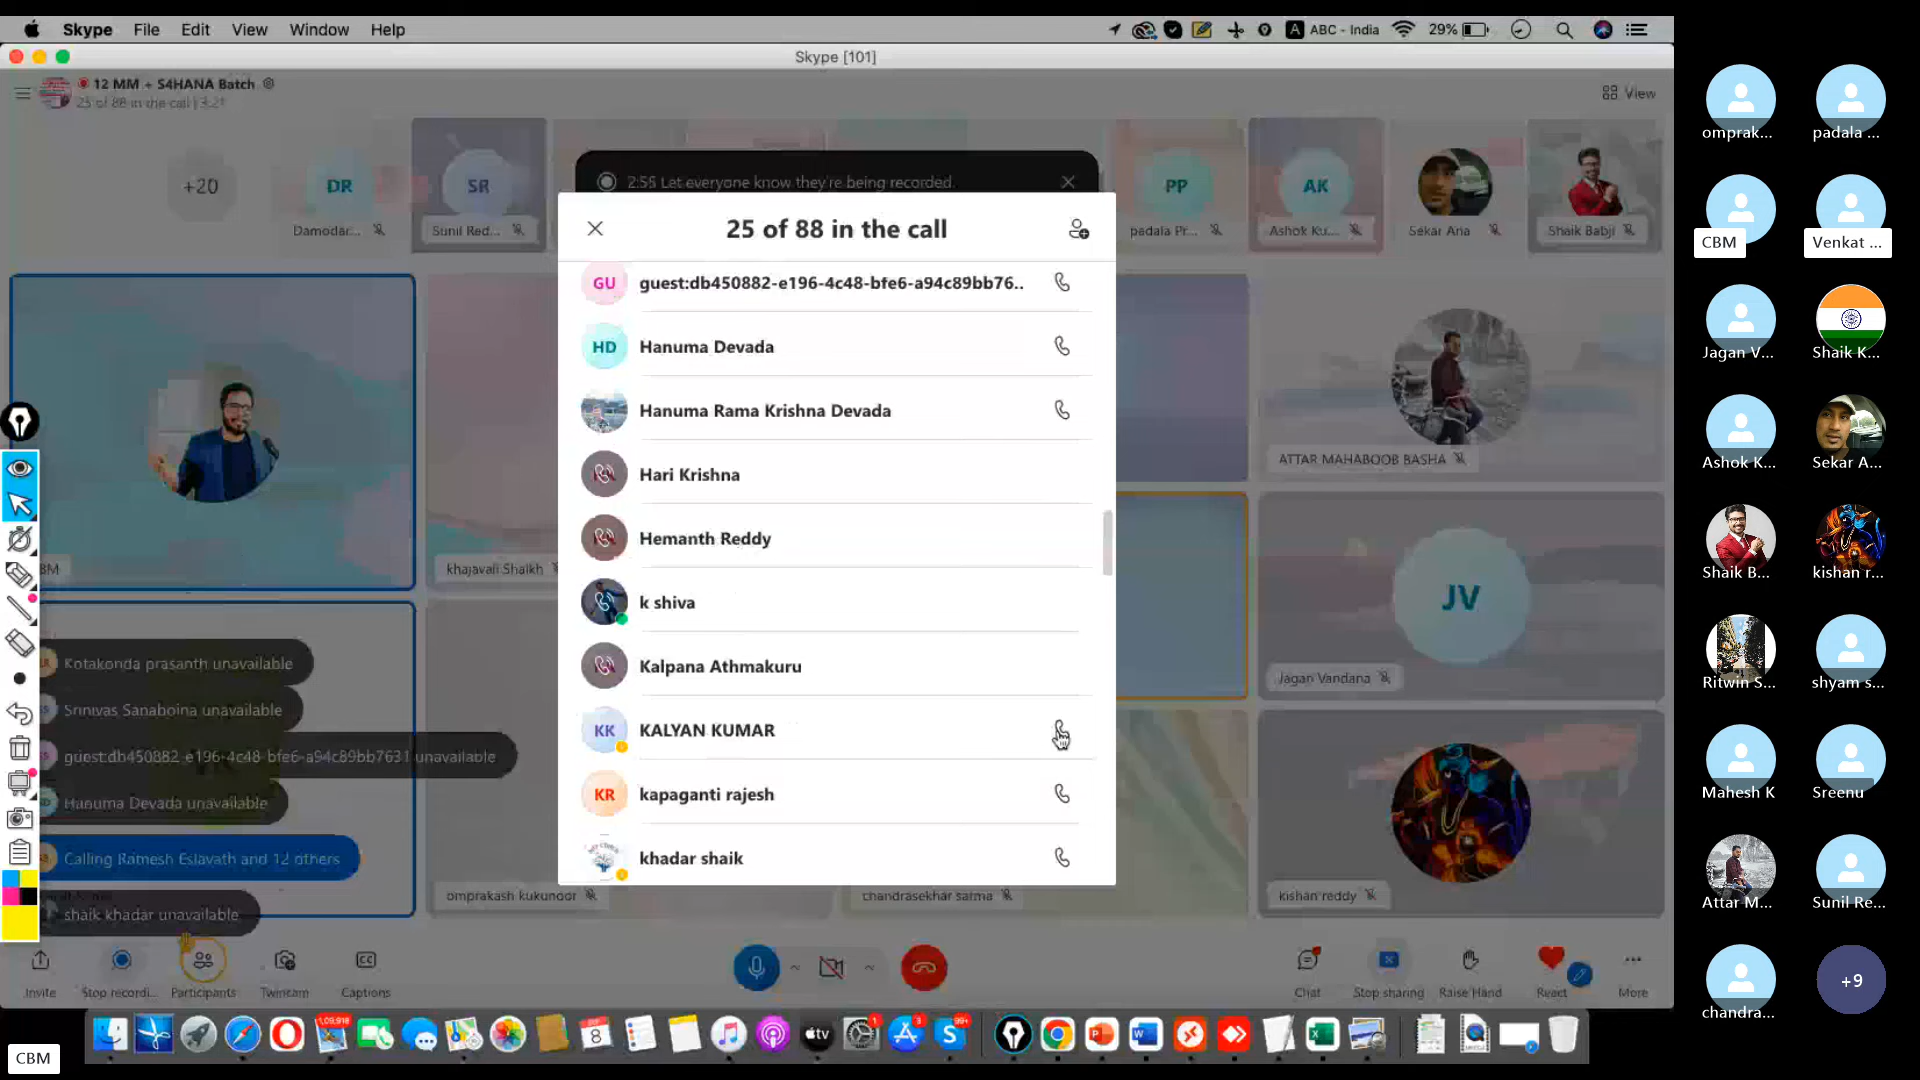 Skype File Edit View Window Help
ABC - India 29%
Skype [101]
12 MM + S4HANA Batch
25 of 88 in the call | 3:21
View
+20
DR
SR
PP
AK
Damodar...
Sunil Red...
padala Pr...
Ashok Ku...
Sekar Ana
Shaik Babji
2:56 Let everyone know they're being recorded.
25 of 88 in the call
GU guest:db450882-e196-4c48-bfe6-a94c89bb76..
HD Hanuma Devada
Hanuma Rama Krishna Devada
Hari Krishna
Hemanth Reddy
k shiva
Kalpana Athmakuru
KK KALYAN KUMAR
KR kapaganti rajesh
khadar shaik
khajavali Shaikh
ATTAR MAHABOOB BASHA
JV
Jagan Vandana
omprakash kukunoor
chandrasekhar salma
kishan reddy
Kotakonda prasanth unavailable
Srinivas Sanaboina unavailable
guest:db450882-e196-4c48-bfe6-a94c89bb7631 unavailable
Hanuma Devada unavailable
Calling Ramesh Eslavath and 12 others
shaik khadar unavailable
Invite
Stop recordi...
Participants
Twincam
Captions
Chat
Stop sharing
Raise Hand
React
More
CBM
omprak...
padala ...
CBM
Venkat ...
Jagan V...
Shaik K...
Ashok K...
Sekar A...
Shaik B...
kishan r...
Ritwin S...
shyam s...
Mahesh K
Sreenu
Attar M...
Sunil Re...
chandra...
+9